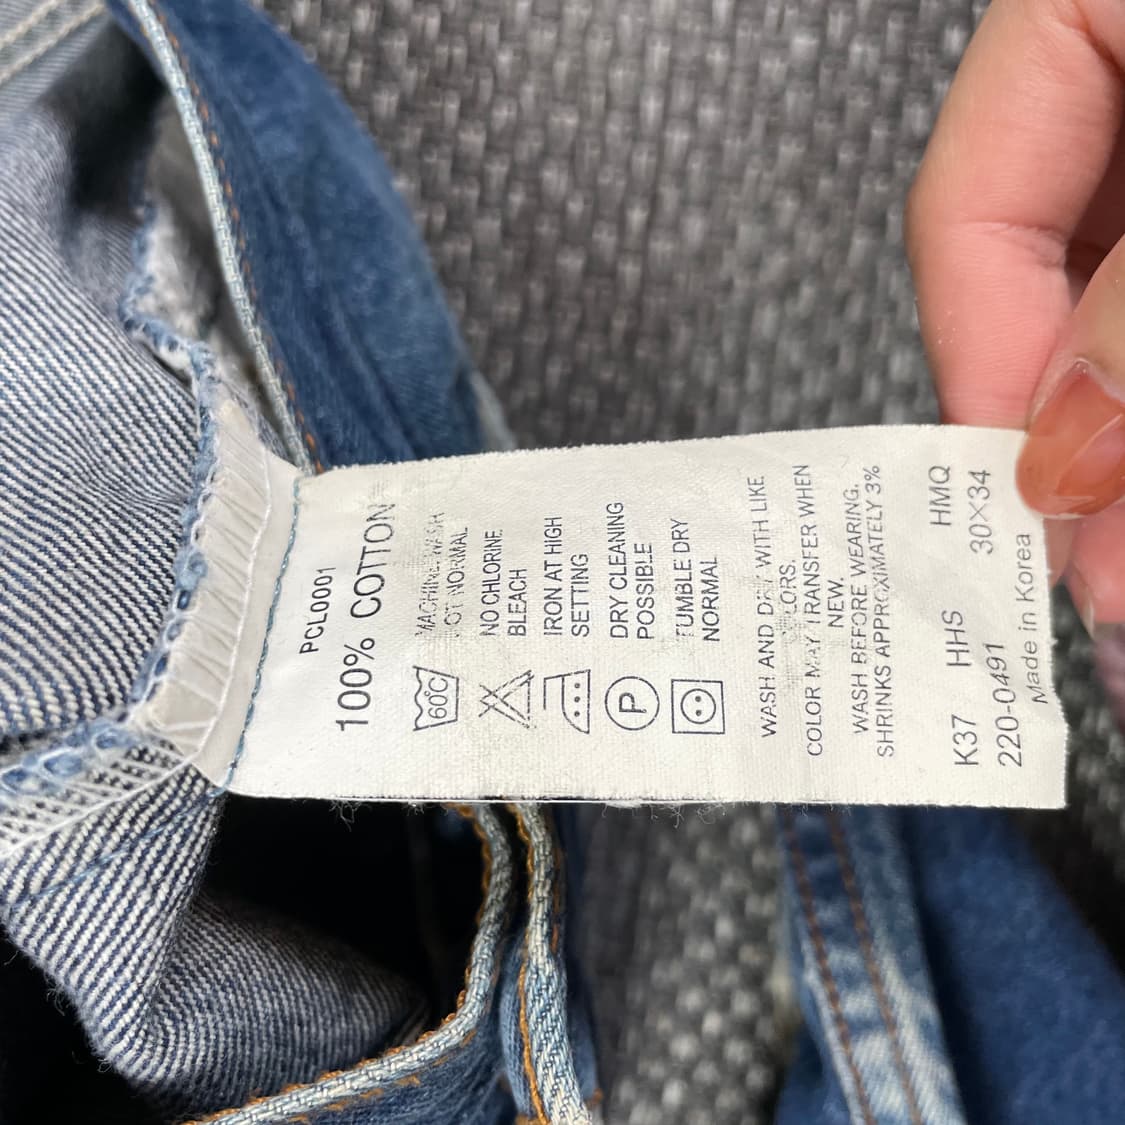 PCL0001
100% COTTON
60°C
MACHINE WASH
HOT NORMAL
NO CHLORINE
BLEACH
IRON AT HIGH
SETTING
P
DRY CLEANING
POSSIBLE
TUMBLE DRY
NORMAL
WASH AND DRY WITH LIKE
COLORS.
COLOR MAY TRANSFER WHEN
NEW.
WASH BEFORE WEARING.
SHRINKS APPROXIMATELY 3%
K37 HHS HMQ
220-0491 30×34
Made in Korea